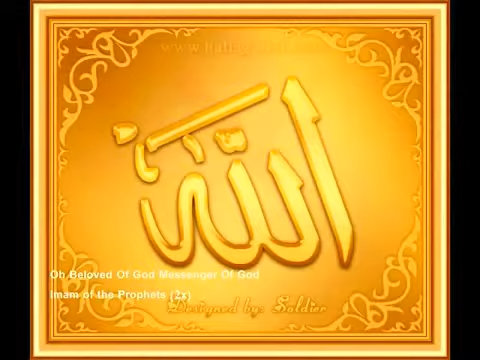 الله
Oh Beloved Of God Messenger Of God
Imam of the Prophets (2x)
Designed by: Soldier